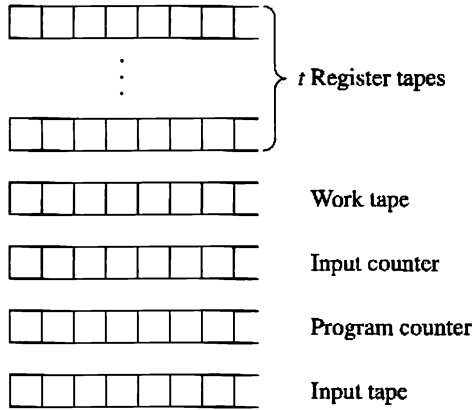 t Register tapes
Work tape
Input counter
Program counter
Input tape